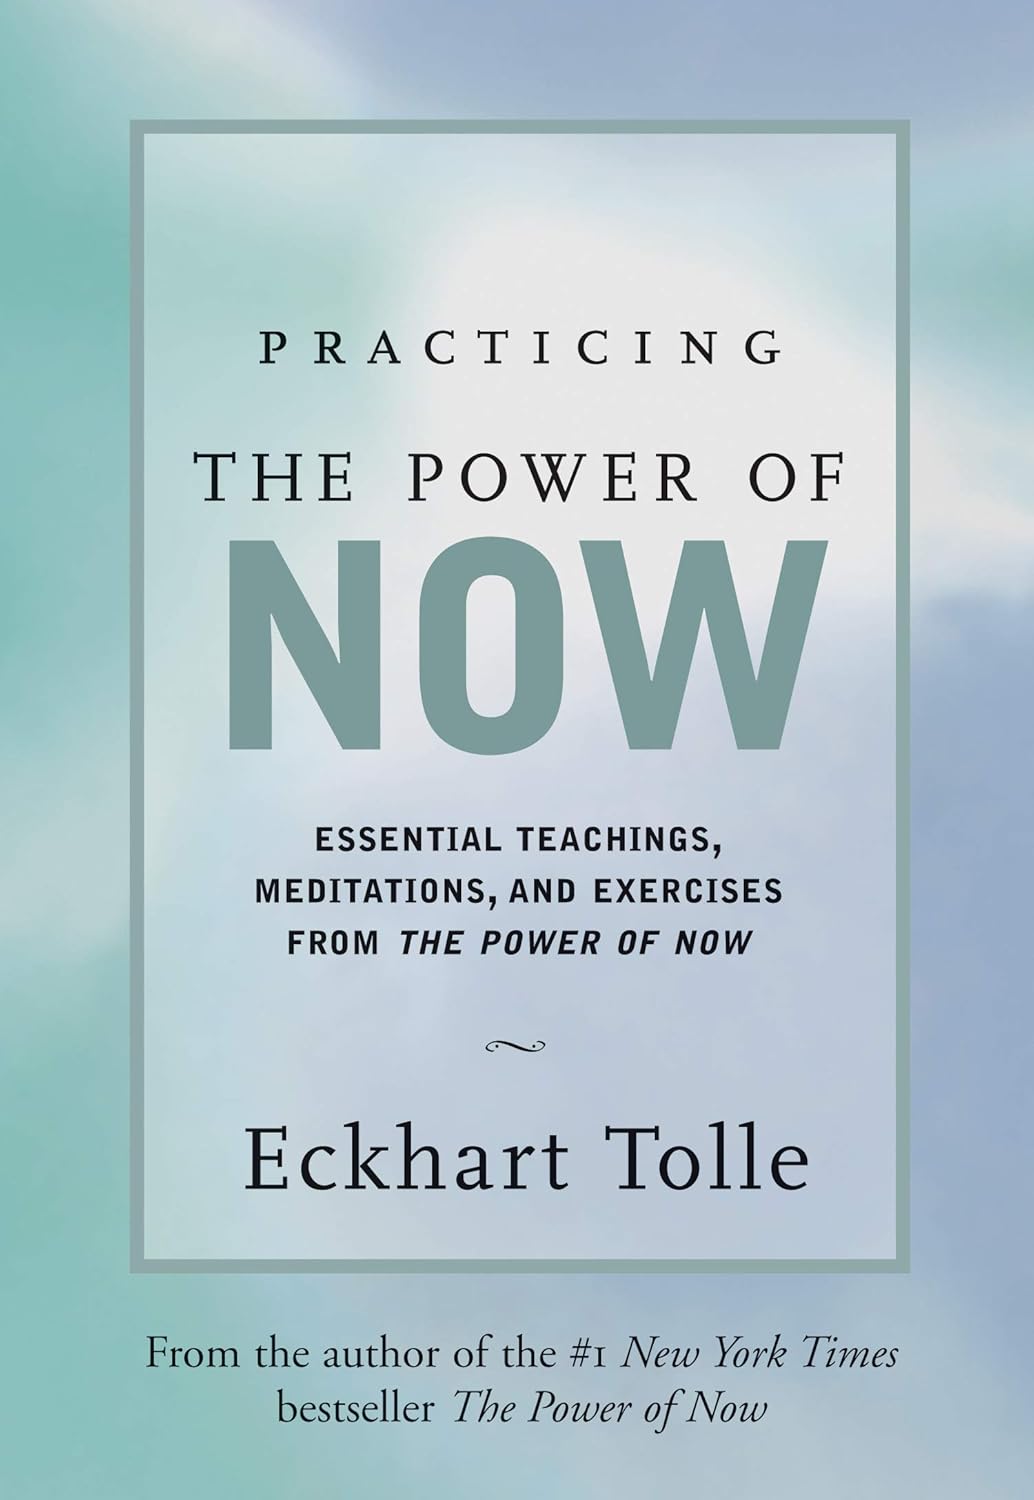 PRACTICING
THE POWER OF
NOW
ESSENTIAL TEACHINGS,
MEDITATIONS, AND EXERCISES
FROM THE POWER OF NOW
Eckhart Tolle
From the author of the #1 New York Times
bestseller The Power of Now